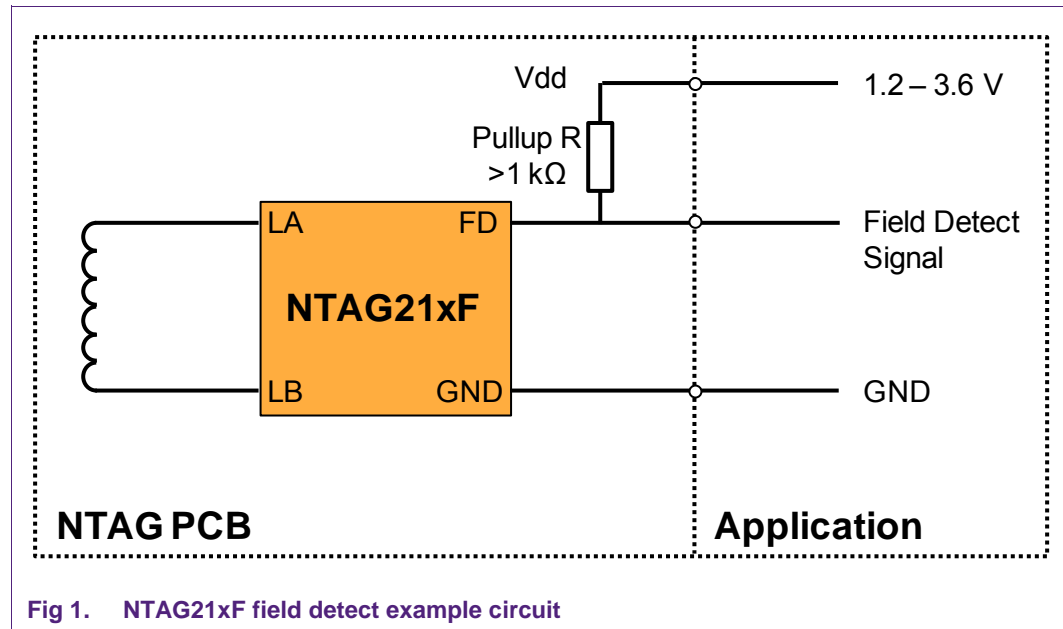 Vdd
1.2 – 3.6 V
Pullup R
>1 kΩ
LA
FD
Field Detect
Signal
NTAG21xF
LB
GND
GND
NTAG PCB
Application
Fig 1. NTAG21xF field detect example circuit